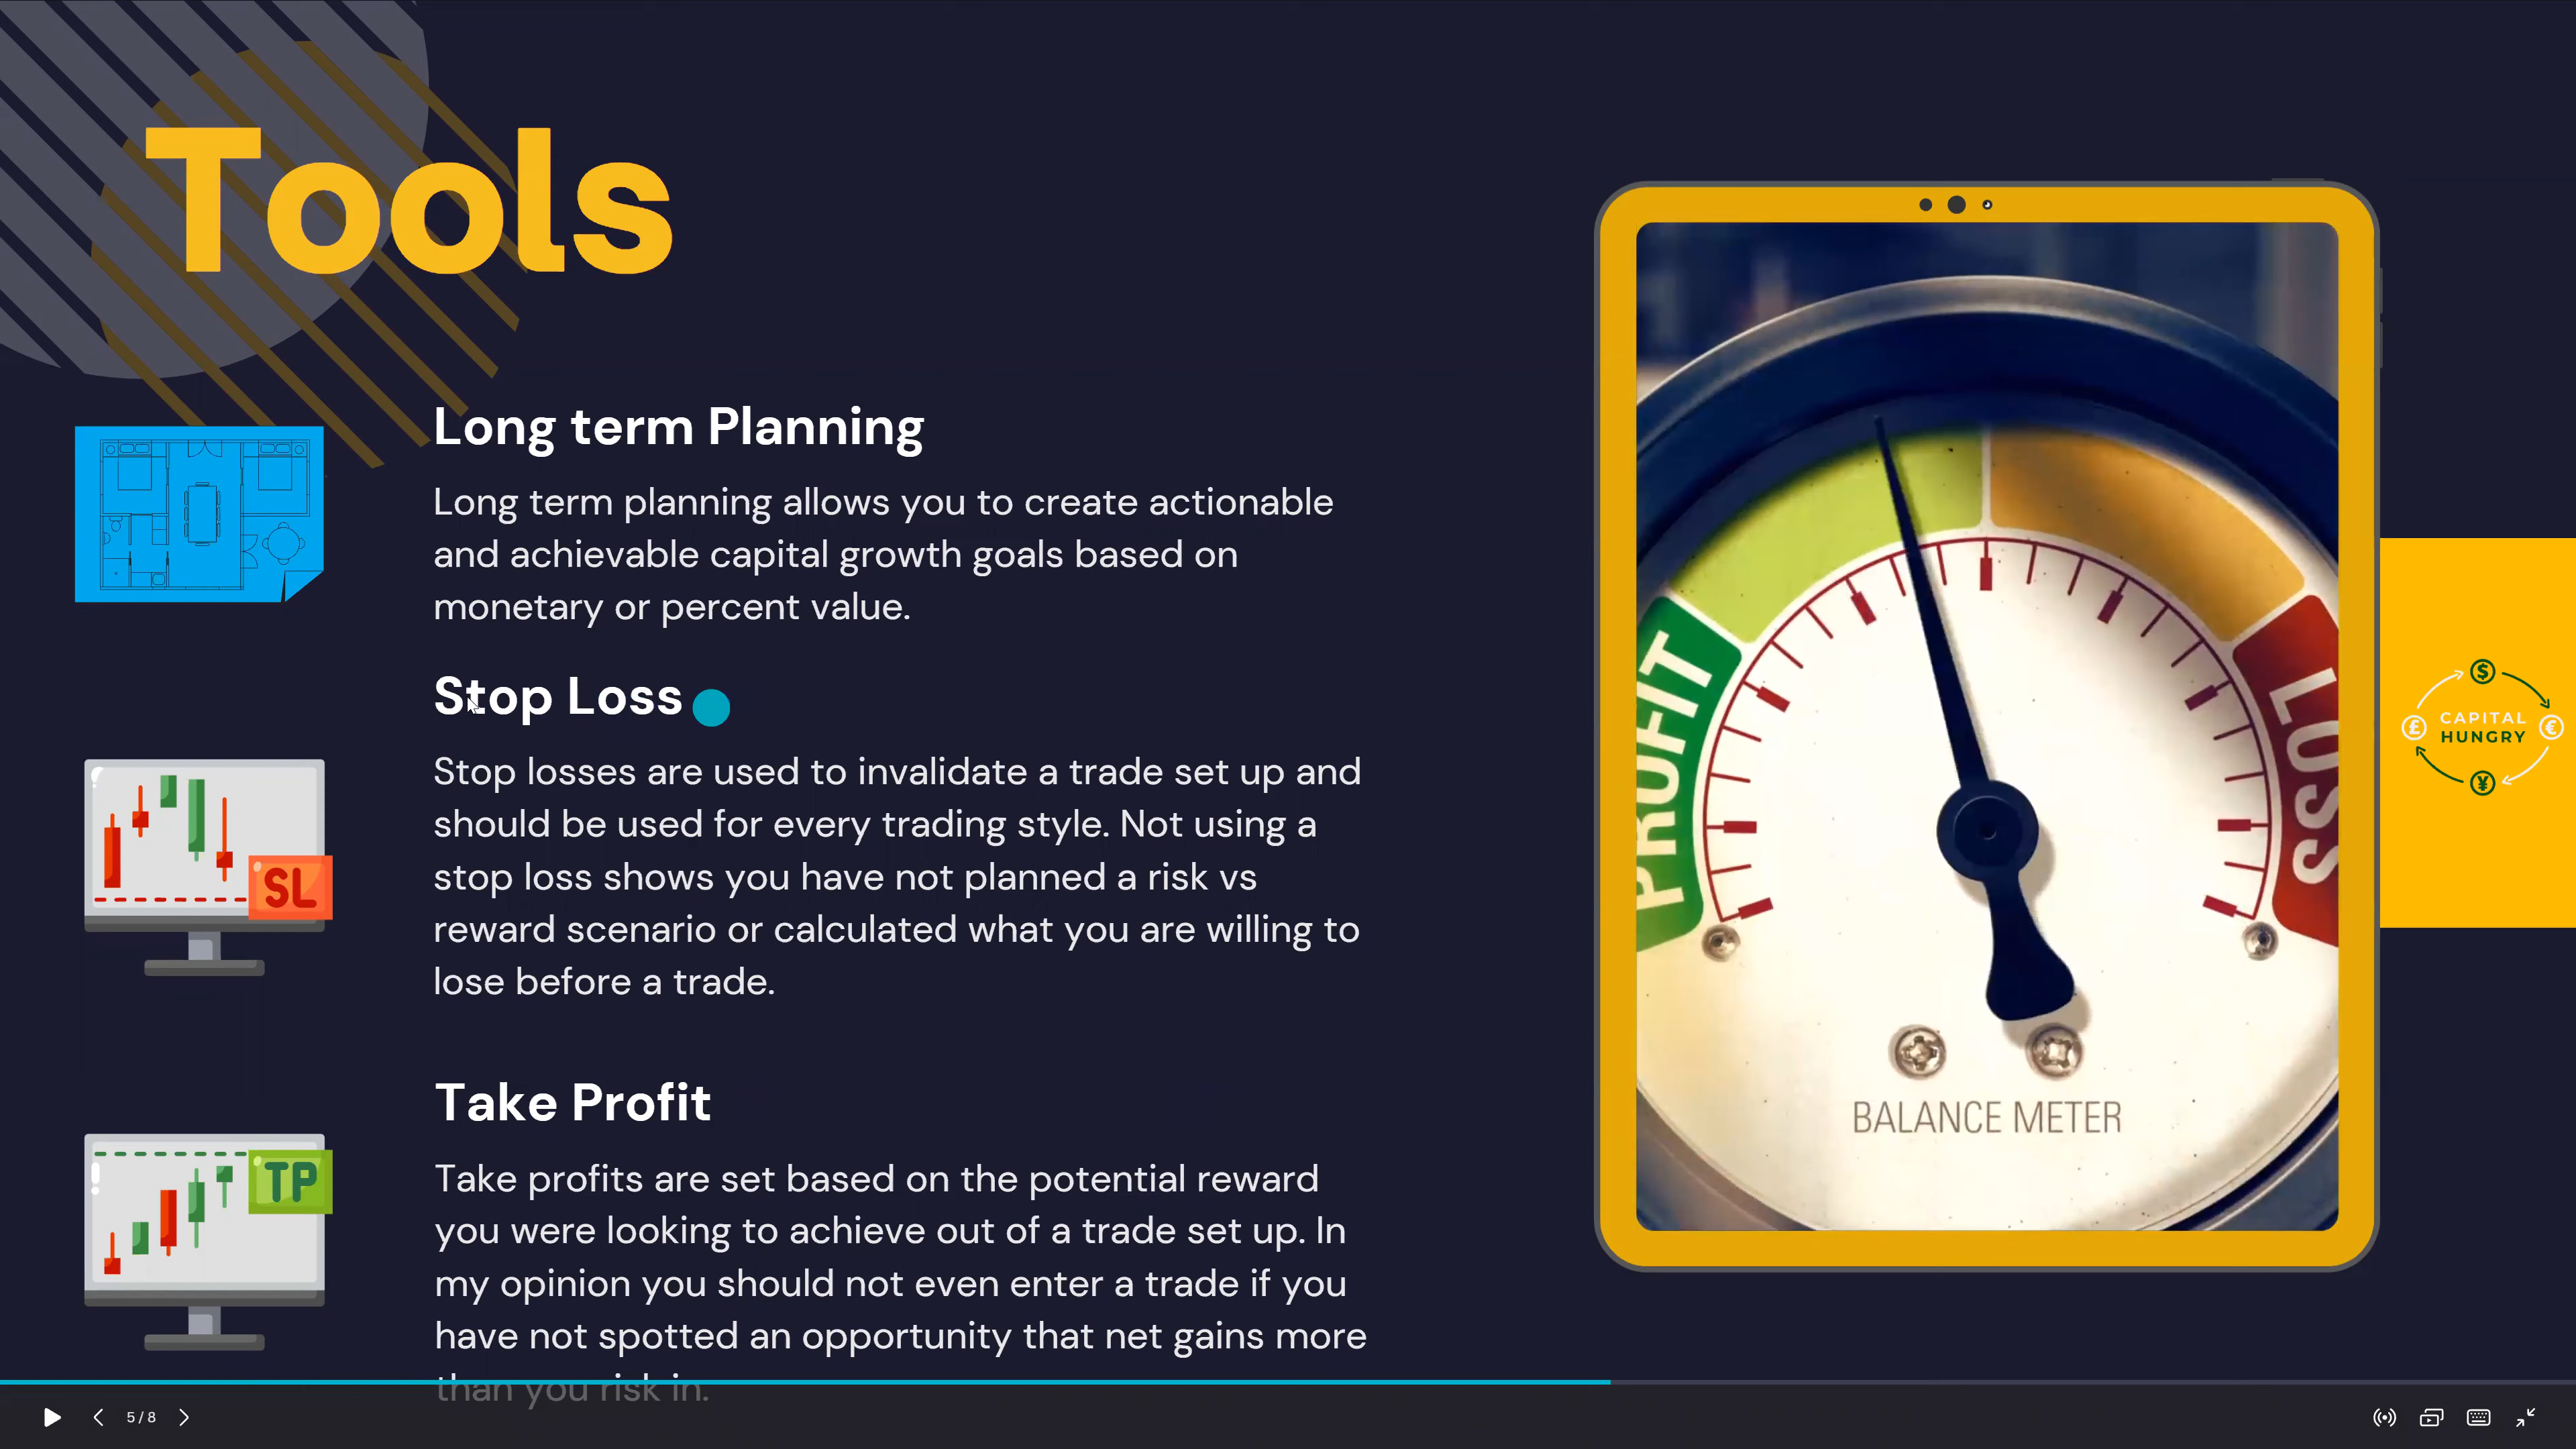 Tools
Long term Planning
Long term planning allows you to create actionable
and achievable capital growth goals based on
monetary or percent value.
Stop Loss
Stop losses are used to invalidate a trade set up and
should be used for every trading style. Not using a
stop loss shows you have not planned a risk vs
reward scenario or calculated what you are willing to
lose before a trade.
SL
Take Profit
Take profits are set based on the potential reward
you were looking to achieve out of a trade set up. In
my opinion you should not even enter a trade if you
have not spotted an opportunity that net gains more
than you risk in.
TP
PROFIT
LOSS
BALANCE METER
$
£
CAPITAL
HUNGRY
€
¥
5 / 8